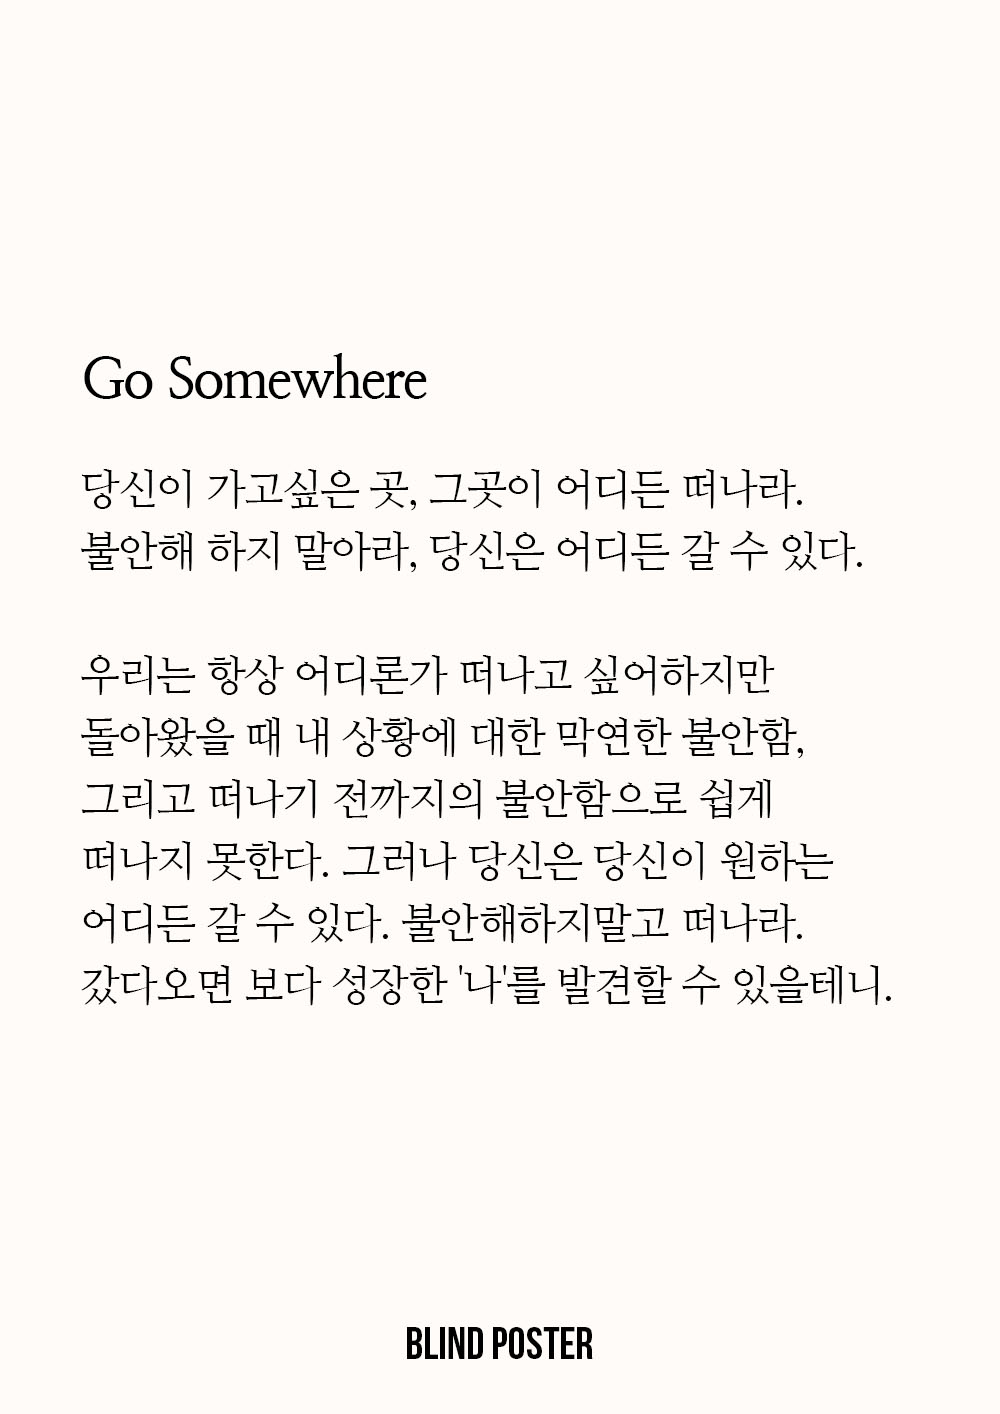 Go Somewhere
당신이 가고싶은 곳, 그곳이 어디든 떠나라.
불안해 하지 말아라, 당신은 어디든 갈 수 있다.
우리는 항상 어디론가 떠나고 싶어하지만
돌아왔을 때 내 상황에 대한 막연한 불안함,
그리고 떠나기 전까지의 불안함으로 쉽게
떠나지 못한다. 그러나 당신은 당신이 원하는
어디든 갈 수 있다. 불안해하지말고 떠나라.
갔다오면 보다 성장한 '나'를 발견할 수 있을테니.
BLIND POSTER